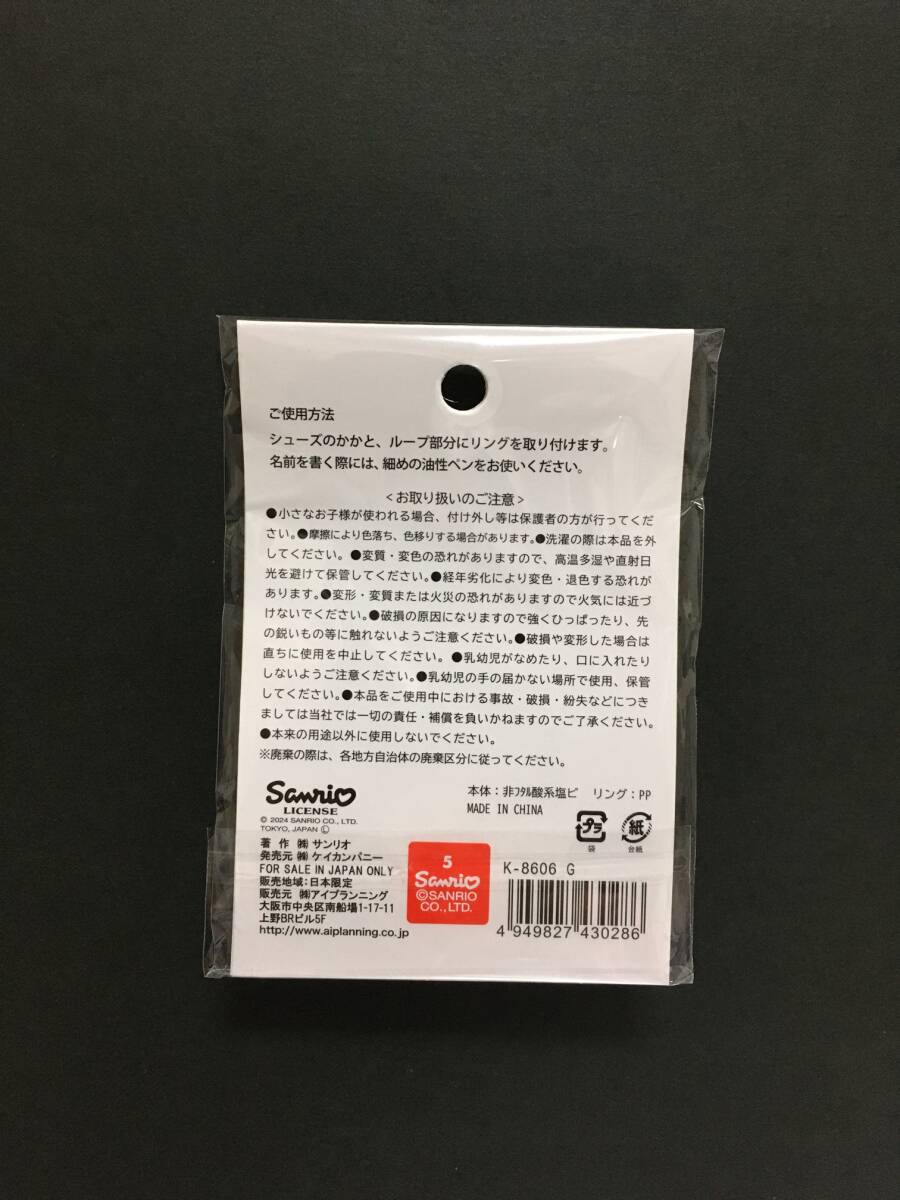 ご使用方法
シューズのかかと、ループ部分にリングを取り付けます。
名前を書く際には、細めの油性ペンをお使いください。
<お取り扱いのご注意>
●小さなお子様が使われる場合、付け外し等は保護者の方が行ってくだ
さい。●摩擦により色落ち、色移りする場合があります。●洗濯の際は本品を外
してください。●変質・変色の恐れがありますので、高温多湿や直射日
光を避けて保管してください。●経年劣化により変色・退色する恐れが
あります。●変形・変質または火災の恐れがありますので火気には近づ
けないでください。●破損の原因になりますので強くひっぱったり、先
の鋭いもの等に触れないようご注意ください。●破損や変形した場合は
直ちに使用を中止してください。●乳幼児がなめたり、口に入れたり
しないようご注意ください。●乳幼児の手の届かない場所で使用、保管
してください。●本品をご使用中における事故・破損・紛失などにつき
ましては当社では一切の責任・補償を負いかねますのでご了承ください。
●本来の用途以外に使用しないでください。
※廃棄の際は、各地方自治体の廃棄区分に従ってください。
本体：非フタル酸系塩ビ リング：PP
MADE IN CHINA
Sanrio
LICENSE
© 2024 SANRIO CO., LTD.
TOKYO, JAPAN Ⓛ
プラ
袋
紙
台紙
著 作 ㈱ サンリオ
発売元 ㈱ ケイカンパニー
FOR SALE IN JAPAN ONLY
販売地域：日本限定
販売元 ㈱アイプランニング
大阪市中央区南船場1-17-11
上野BRビル5F
http://www.aiplanning.co.jp
5
Sanrio
©SANRIO
CO.,LTD.
K-8606 G
4 949827 430286